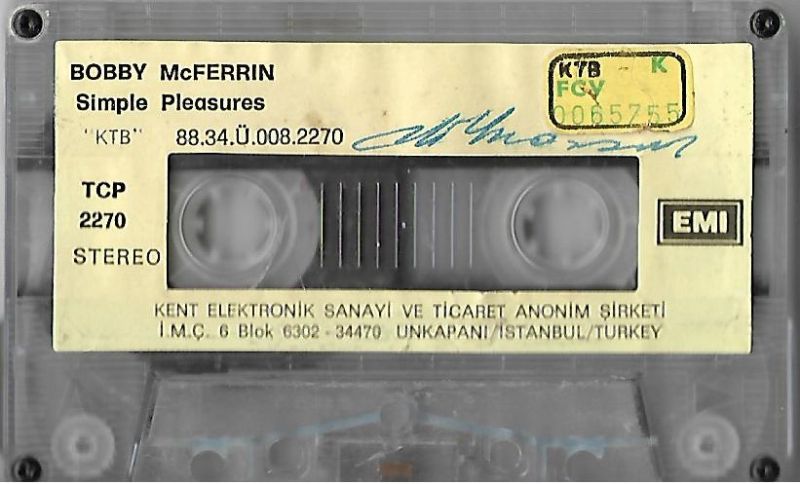 BOBBY McFERRIN
Simple Pleasures
"KTB" 88.34.Ü.008.2270
KTB K
FCV
0065755
TCP
2270
STEREO
EMI
KENT ELEKTRONİK SANAYİ VE TİCARET ANONİM ŞİRKETİ
İ.M.Ç. 6 Blok 6302 - 34470 UNKAPANI/İSTANBUL/TURKEY